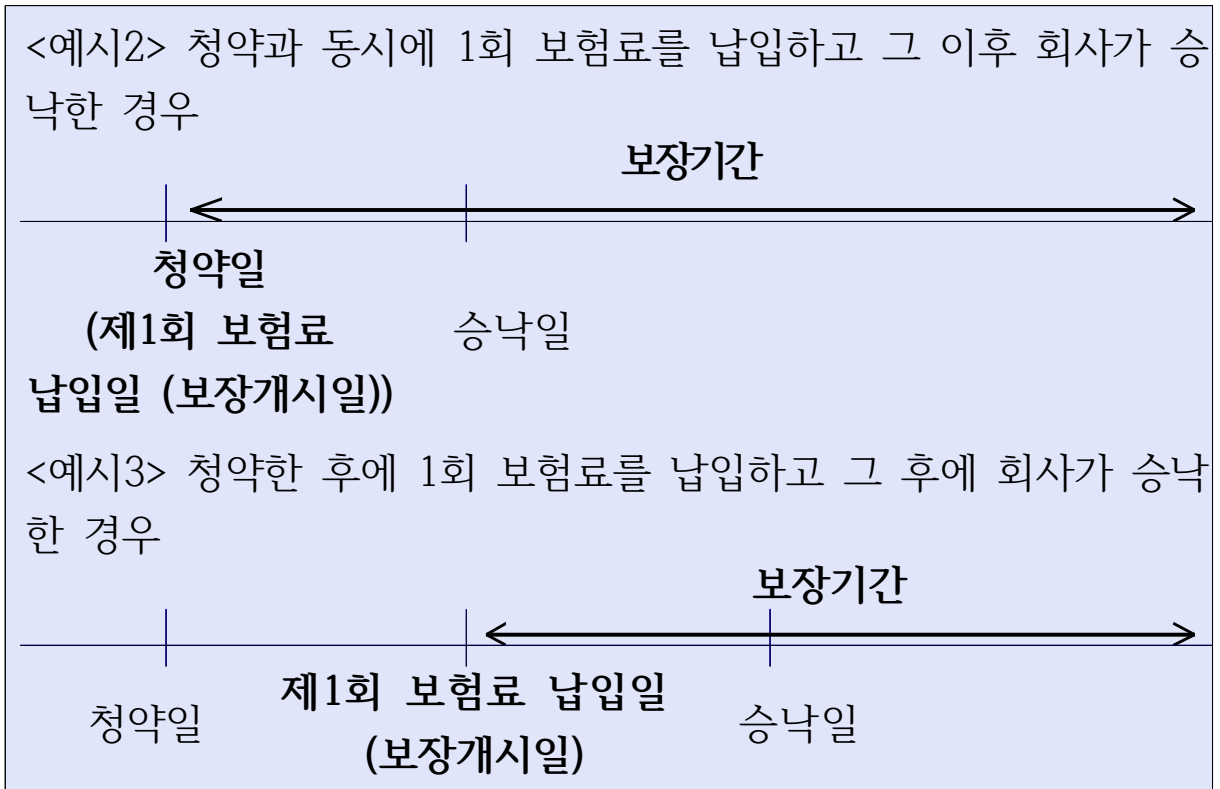 <예시2> 청약과 동시에 1회 보험료를 납입하고 그 이후 회사가 승
낙한 경우
보장기간
청약일
(제1회 보험료 승낙일
납입일 (보장개시일))
<예시3> 청약한 후에 1회 보험료를 납입하고 그 후에 회사가 승낙
한 경우
보장기간
청약일 제1회 보험료 납입일 승낙일
(보장개시일)